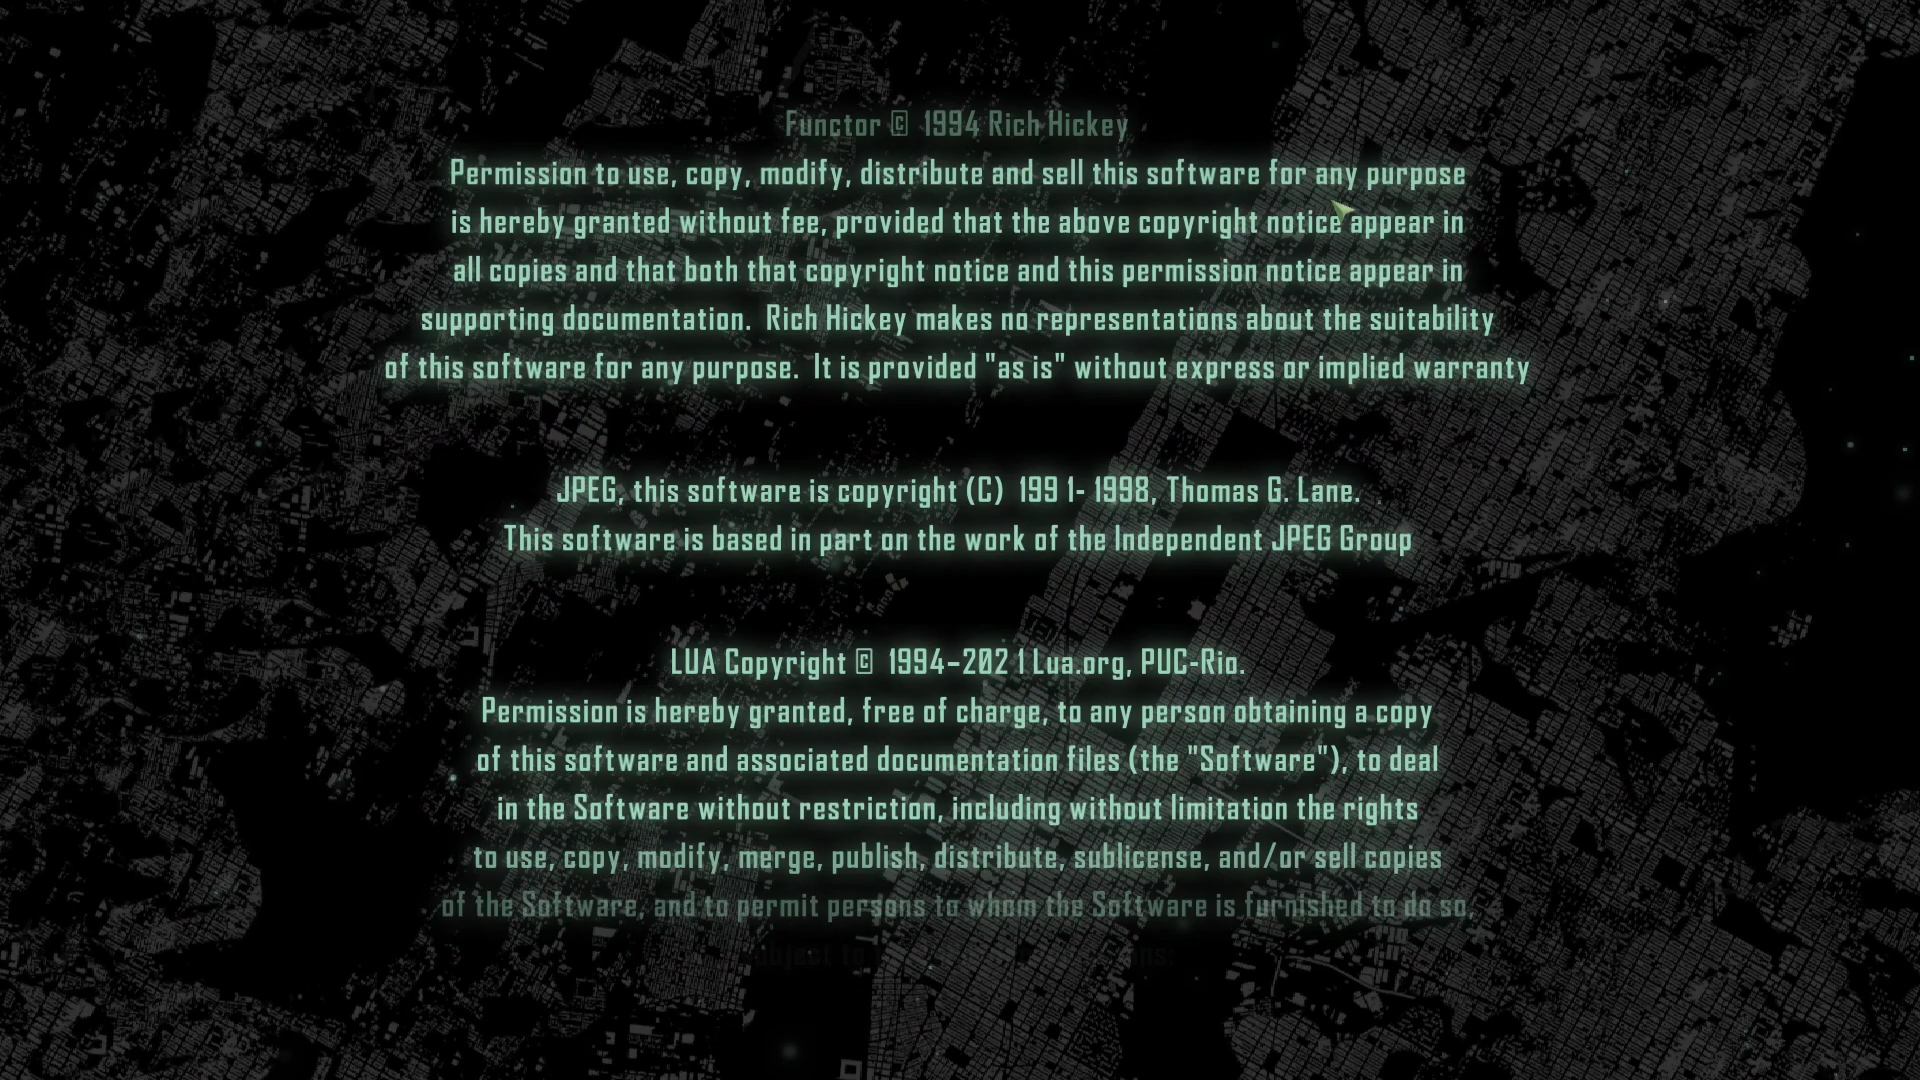 Functor © 1994 Rich Hickey
Permission to use, copy, modify, distribute and sell this software for any purpose
is hereby granted without fee, provided that the above copyright notice appear in
all copies and that both that copyright notice and this permission notice appear in
supporting documentation.  Rich Hickey makes no representations about the suitability
of this software for any purpose.  It is provided "as is" without express or implied warranty
JPEG, this software is copyright (C) 1991-1998, Thomas G. Lane.
This software is based in part on the work of the Independent JPEG Group
LUA Copyright © 1994–2021 Lua.org, PUC-Rio.
Permission is hereby granted, free of charge, to any person obtaining a copy
of this software and associated documentation files (the "Software"), to deal
in the Software without restriction, including without limitation the rights
to use, copy, modify, merge, publish, distribute, sublicense, and/or sell copies
of the Software, and to permit persons to whom the Software is furnished to do so,
to